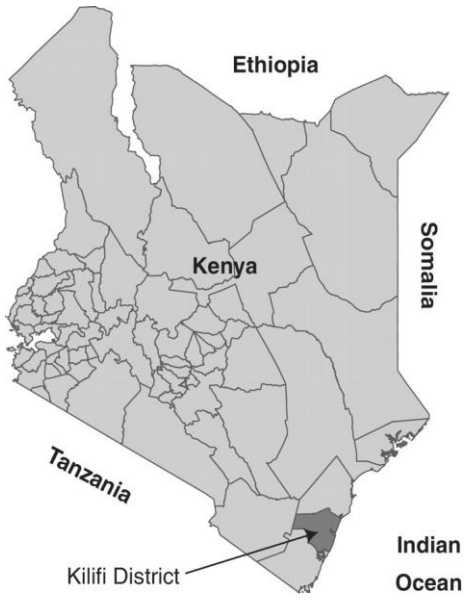 Ethiopia
Somalia
Kenya
Tanzania
Indian
Ocean
Kilifi District